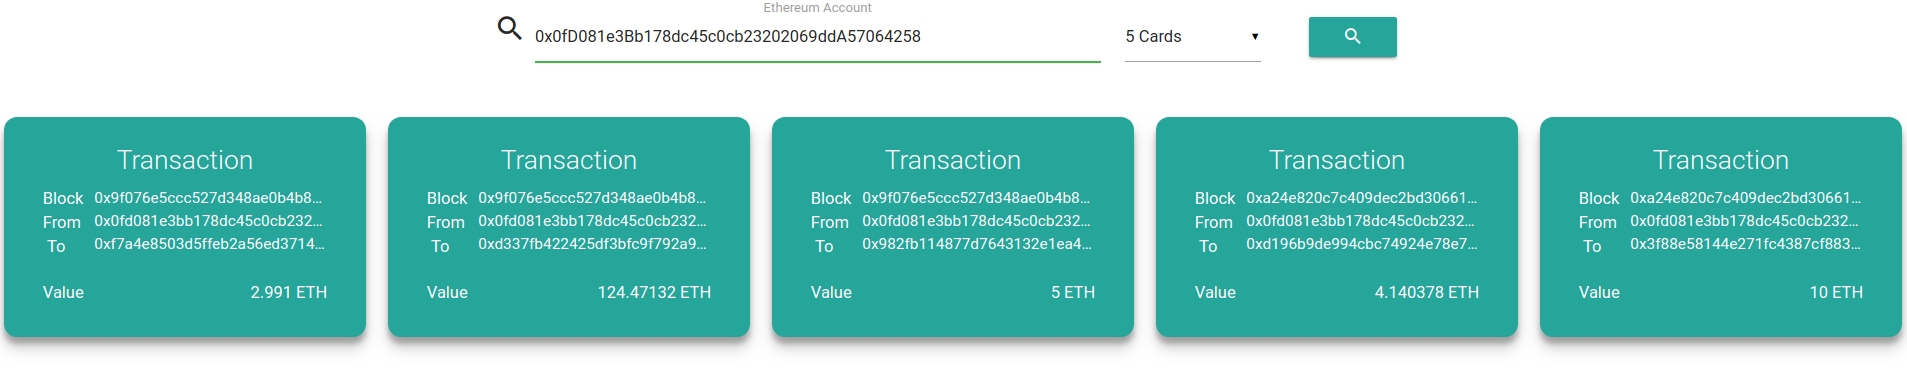 Ethereum Account
0x0fD081e3Bb178dc45c0cb23202069ddA57064258
5 Cards
Transaction
Block 0x9f076e5ccc527d348ae0b4b8...
From 0x0fd081e3bb178dc45c0cb232...
To 0xf7a4e8503d5ffeb2a56ed3714...
Value 2.991 ETH
Transaction
Block 0x9f076e5ccc527d348ae0b4b8...
From 0x0fd081e3bb178dc45c0cb232...
To 0xd337fb422425df3bfc9f792a9...
Value 124.47132 ETH
Transaction
Block 0x9f076e5ccc527d348ae0b4b8...
From 0x0fd081e3bb178dc45c0cb232...
To 0x982fb114877d7643132e1ea4...
Value 5 ETH
Transaction
Block 0xa24e820c7c409dec2bd30661...
From 0x0fd081e3bb178dc45c0cb232...
To 0xd196b9de994cbc74924e78e7...
Value 4.140378 ETH
Transaction
Block 0xa24e820c7c409dec2bd30661...
From 0x0fd081e3bb178dc45c0cb232...
To 0x3f88e58144e271fc4387cf883...
Value 10 ETH